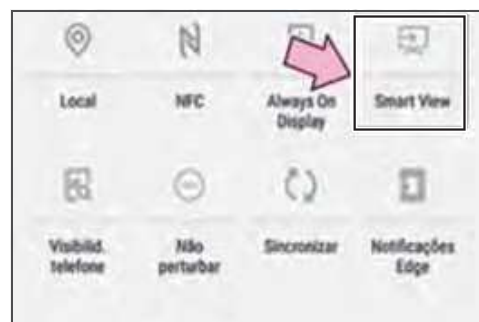 Local NFC Always On Display Smart View
Visibilid. telefone Não perturbar Sincronizar Notificações Edge